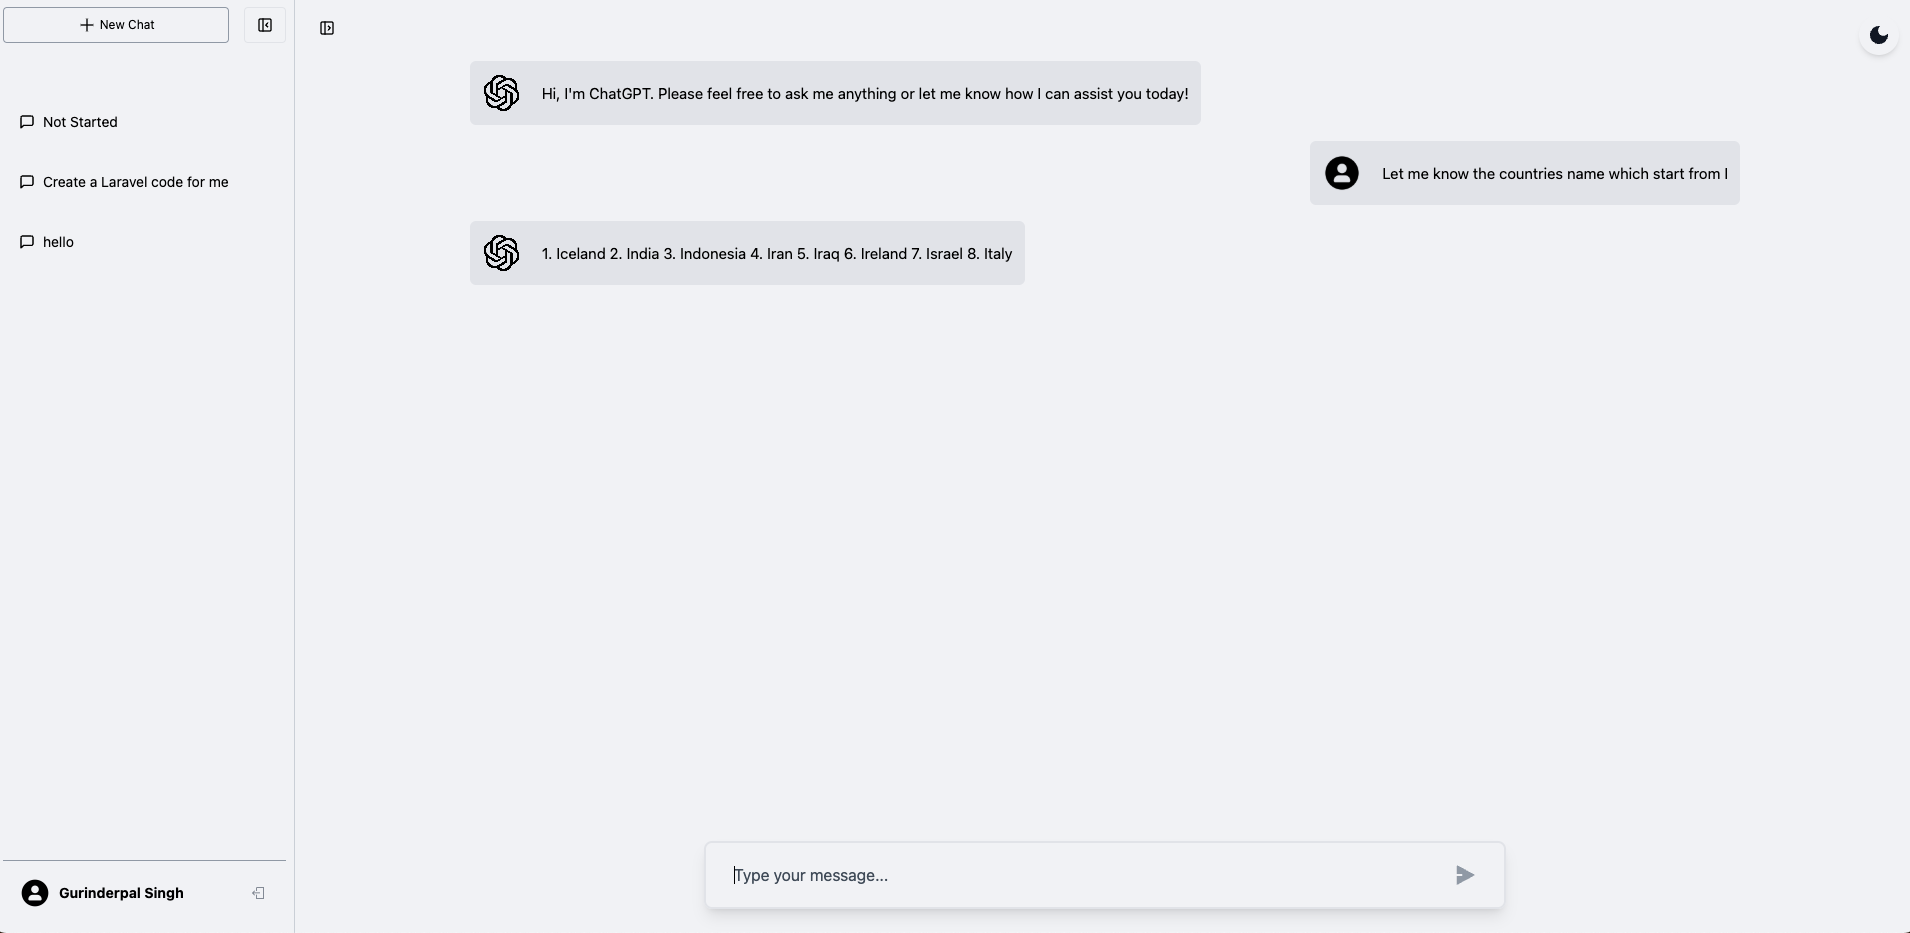 New Chat
Not Started
Create a Laravel code for me
hello
Gurinderpal Singh
Hi, I'm ChatGPT. Please feel free to ask me anything or let me know how I can assist you today!
Let me know the countries name which start from I
1. Iceland 2. India 3. Indonesia 4. Iran 5. Iraq 6. Ireland 7. Israel 8. Italy
Type your message...